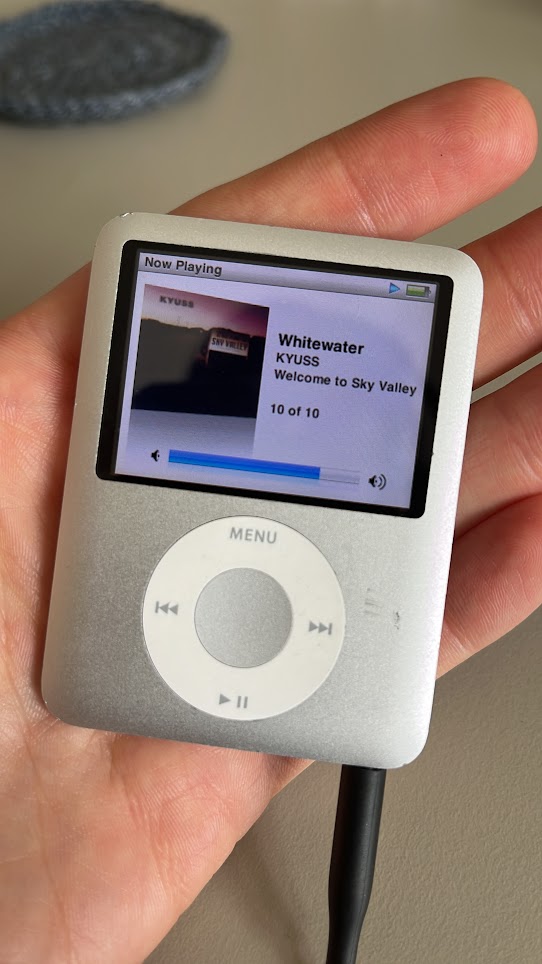 Now Playing
KYUSS
SKY VALLEY
Whitewater
KYUSS
Welcome to Sky Valley
10 of 10
MENU